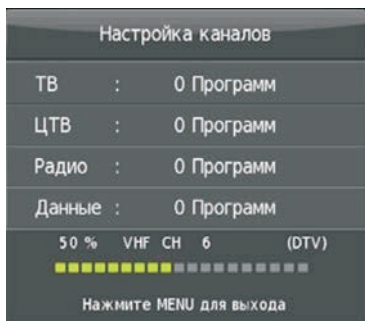 Настройка каналов
ТВ : 0 Программ
ЦТВ : 0 Программ
Радио : 0 Программ
Данные : 0 Программ
50 % VHF CH 6 (DTV)
Нажмите MENU для выхода